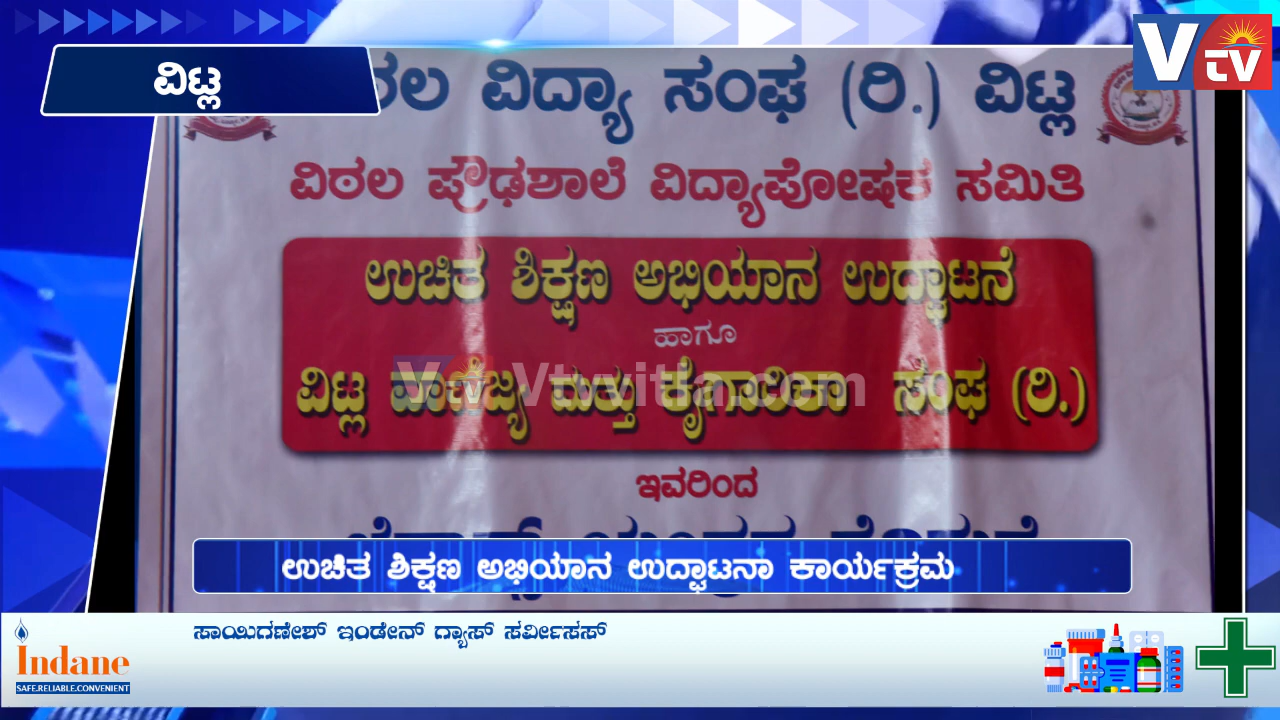 ವಿಟ್ಲ
V TV
ವಿದ್ಯಾ ಸಂಘ (ರಿ.) ವಿಟ್ಲ
ವಿಠಲ ಪ್ರೌಢಶಾಲೆ ವಿದ್ಯಾಪೋಷಕ ಸಮಿತಿ
ಉಚಿತ ಶಿಕ್ಷಣ ಅಭಿಯಾನ ಉದ್ಘಾಟನೆ
ಹಾಗೂ
ವಿಟ್ಲ ವಾಣಿಜ್ಯ ಮತ್ತು ಕೈಗಾರಿಕಾ ಸಂಘ (ರಿ.)
ಇವರಿಂದ
ಉಚಿತ ಶಿಕ್ಷಣ ಅಭಿಯಾನ ಉದ್ಘಾಟನಾ ಕಾರ್ಯಕ್ರಮ
ಸಾಯಿಗಣೇಶ್ ಇಂಡೇನ್ ಗ್ಯಾಸ್ ಸರ್ವೀಸಸ್
Indane
SAFE.RELIABLE.CONVENIENT